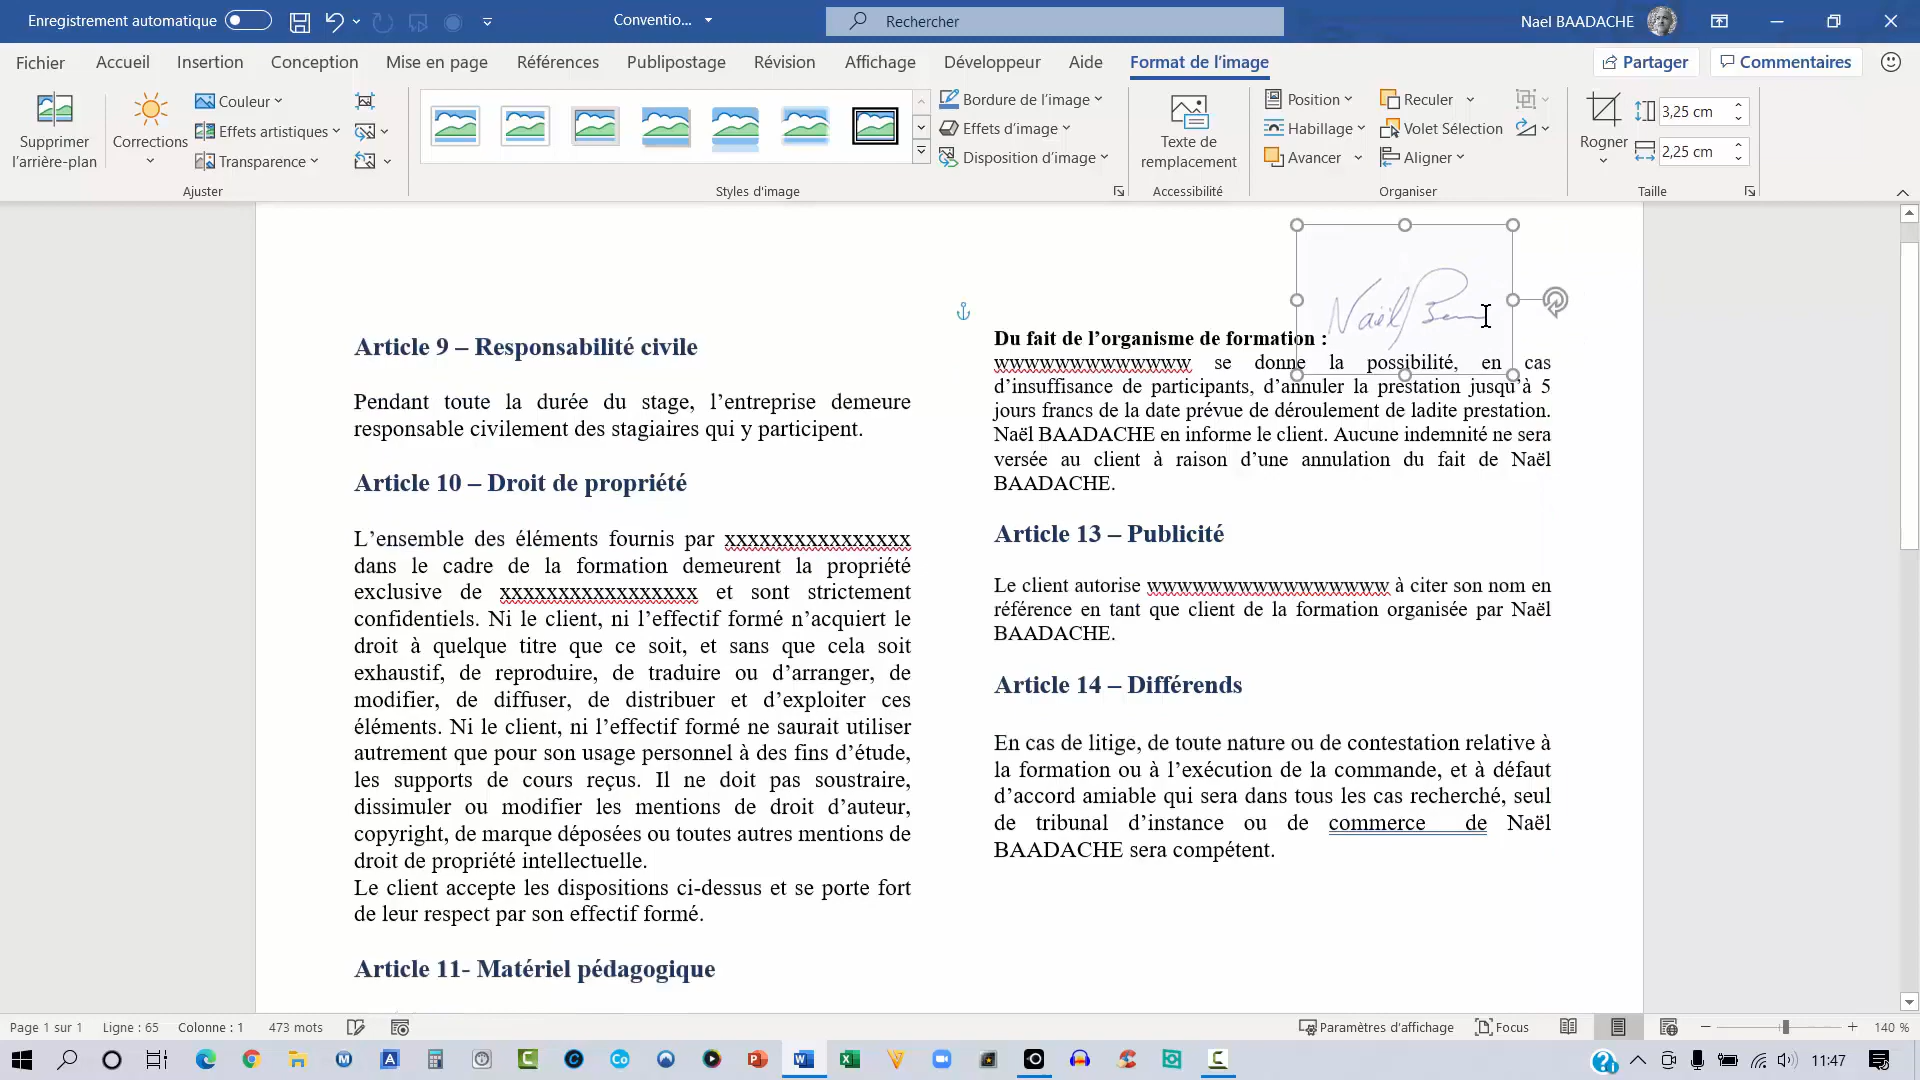 Enregistrement automatique
Conventio...
Rechercher
Nael BAADACHE
Fichier
Accueil
Insertion
Conception
Mise en page
Références
Publipostage
Révision
Affichage
Développeur
Aide
Format de l'image
Partager
Commentaires
Supprimer
l'arrière-plan
Corrections
Couleur
Effets artistiques
Transparence
Ajuster
Styles d'image
Bordure de l'image
Effets d'image
Disposition d'image
Texte de
remplacement
Accessibilité
Position
Habillage
Avancer
Reculer
Volet Sélection
Aligner
Organiser
Rogner
3,25 cm
2,25 cm
Taille
Article 9 – Responsabilité civile
Pendant toute la durée du stage, l'entreprise demeure
responsable civilement des stagiaires qui y participent.
Article 10 – Droit de propriété
L'ensemble des éléments fournis par xxxxxxxxxxxxxxxx
dans le cadre de la formation demeurent la propriété
exclusive de xxxxxxxxxxxxxxxxx et sont strictement
confidentiels. Ni le client, ni l'effectif formé n'acquiert le
droit à quelque titre que ce soit, et sans que cela soit
exhaustif, de reproduire, de traduire ou d'arranger, de
modifier, de diffuser, de distribuer et d'exploiter ces
éléments. Ni le client, ni l'effectif formé ne saurait utiliser
autrement que pour son usage personnel à des fins d'étude,
les supports de cours reçus. Il ne doit pas soustraire,
dissimuler ou modifier les mentions de droit d'auteur,
copyright, de marque déposées ou toutes autres mentions de
droit de propriété intellectuelle.
Le client accepte les dispositions ci-dessus et se porte fort
de leur respect par son effectif formé.
Article 11- Matériel pédagogique
Naël
Du fait de l'organisme de formation :
wwwwwwwwwwwww se donne la possibilité, en cas
d'insuffisance de participants, d'annuler la prestation jusqu'à 5
jours francs de la date prévue de déroulement de ladite prestation.
Naël BAADACHE en informe le client. Aucune indemnité ne sera
versée au client à raison d'une annulation du fait de Naël
BAADACHE.
Article 13 – Publicité
Le client autorise wwwwwwwwwwwwwwww à citer son nom en
référence en tant que client de la formation organisée par Naël
BAADACHE.
Article 14 – Différends
En cas de litige, de toute nature ou de contestation relative à
la formation ou à l'exécution de la commande, et à défaut
d'accord amiable qui sera dans tous les cas recherché, seul
de tribunal d'instance ou de commerce de Naël
BAADACHE sera compétent.
Page 1 sur 1
Ligne : 65
Colonne : 1
473 mots
Paramètres d'affichage
Focus
140 %
11:47